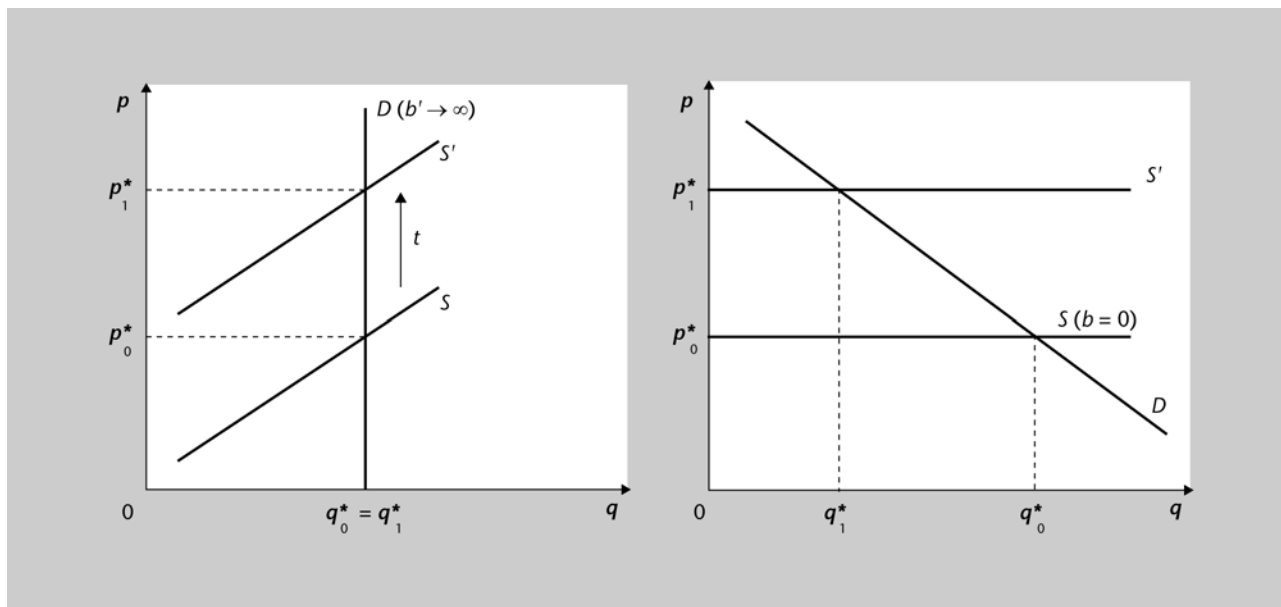 p
D (b' → ∞)
S'
p*1
t
S
p*0
0
q*0 = q*1
q
p
p*1
S'
S (b = 0)
p*0
D
0
q*1
q*0
q